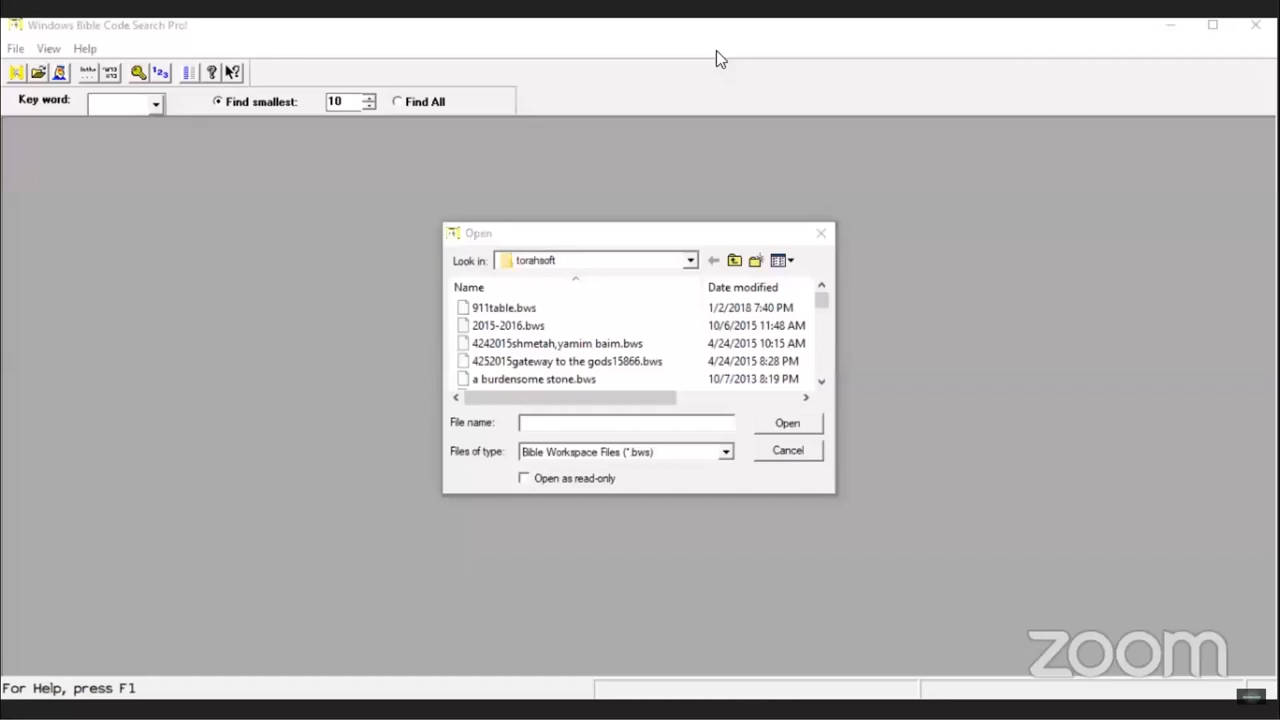 Windows Bible Code Search Pro!
File View Help
Key word: Find smallest: 10 Find All
Open
Look in: torahsoft
Name Date modified
911table.bws 1/2/2018 7:40 PM
2015-2016.bws 10/6/2015 11:48 AM
4242015shmetah,yamim baim.bws 4/24/2015 10:15 AM
4252015gateway to the gods15866.bws 4/24/2015 8:28 PM
a burdensome stone.bws 10/7/2013 8:19 PM
File name: Open
Files of type: Bible Workspace Files (*.bws) Cancel
Open as read-only
zoom
For Help, press F1